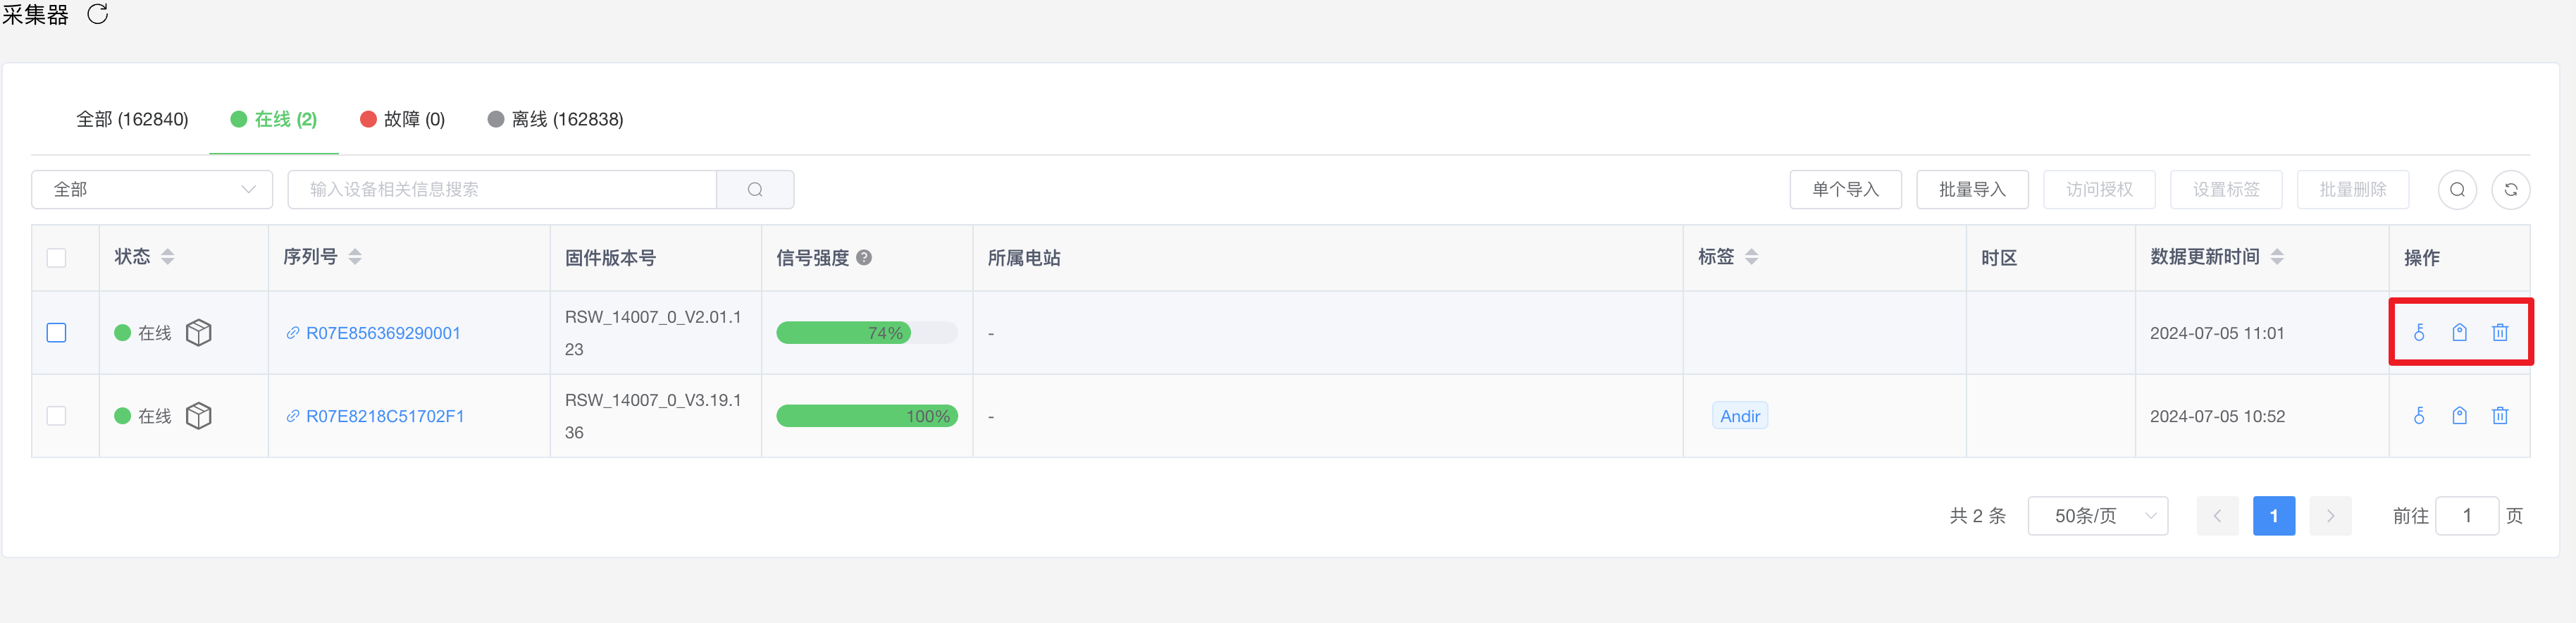 采集器
全部 (162840) 在线 (2) 故障 (0) 离线 (162838)
全部 输入设备相关信息搜索 单个导入 批量导入 访问授权 设置标签 批量删除
状态 序列号 固件版本号 信号强度 ? 所属电站 标签 时区 数据更新时间 操作
在线 R07E856369290001 RSW_14007_0_V2.01.1 74% - 2024-07-05 11:01
23
在线 R07E8218C51702F1 RSW_14007_0_V3.19.1 100% - Andir 2024-07-05 10:52
36
共 2 条 50条/页 1 前往 1 页